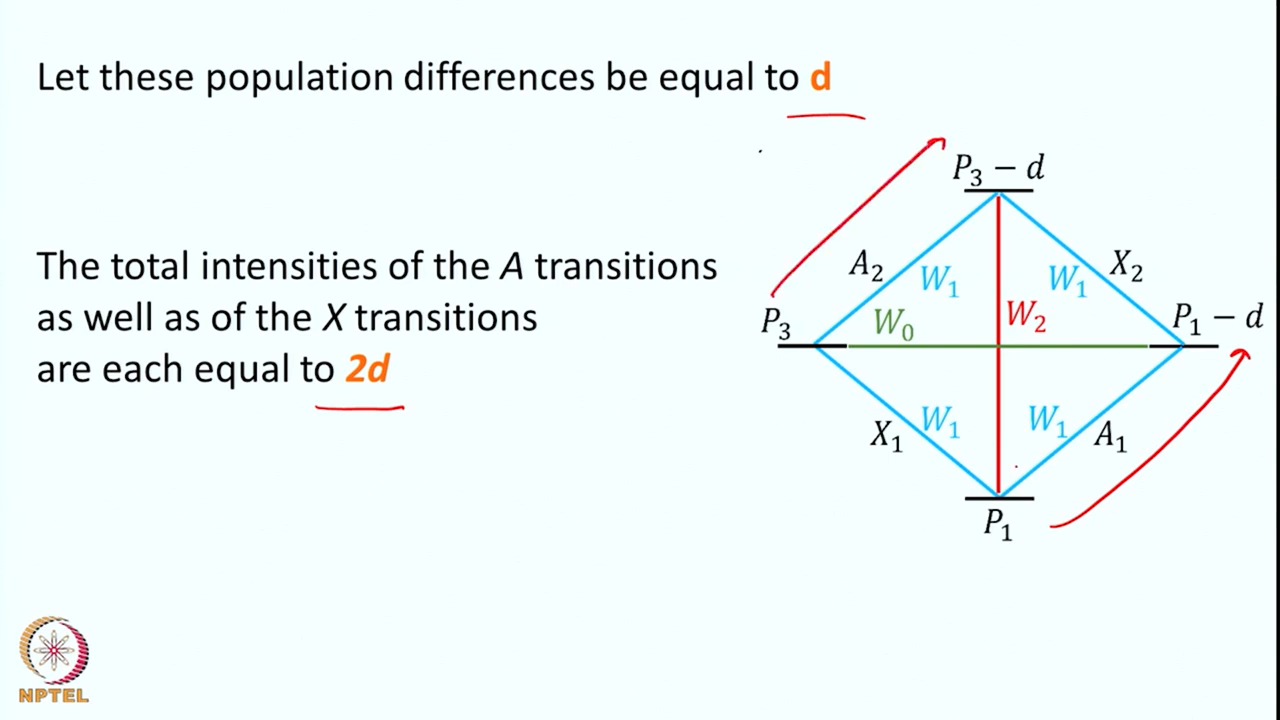 Let these population differences be equal to d
P₃ − d
The total intensities of the A transitions
as well as of the X transitions
are each equal to 2d
A₂ W₁ W₁ X₂
P₃ W₀ W₂ P₁ − d
X₁ W₁ W₁ A₁
P₁
NPTEL